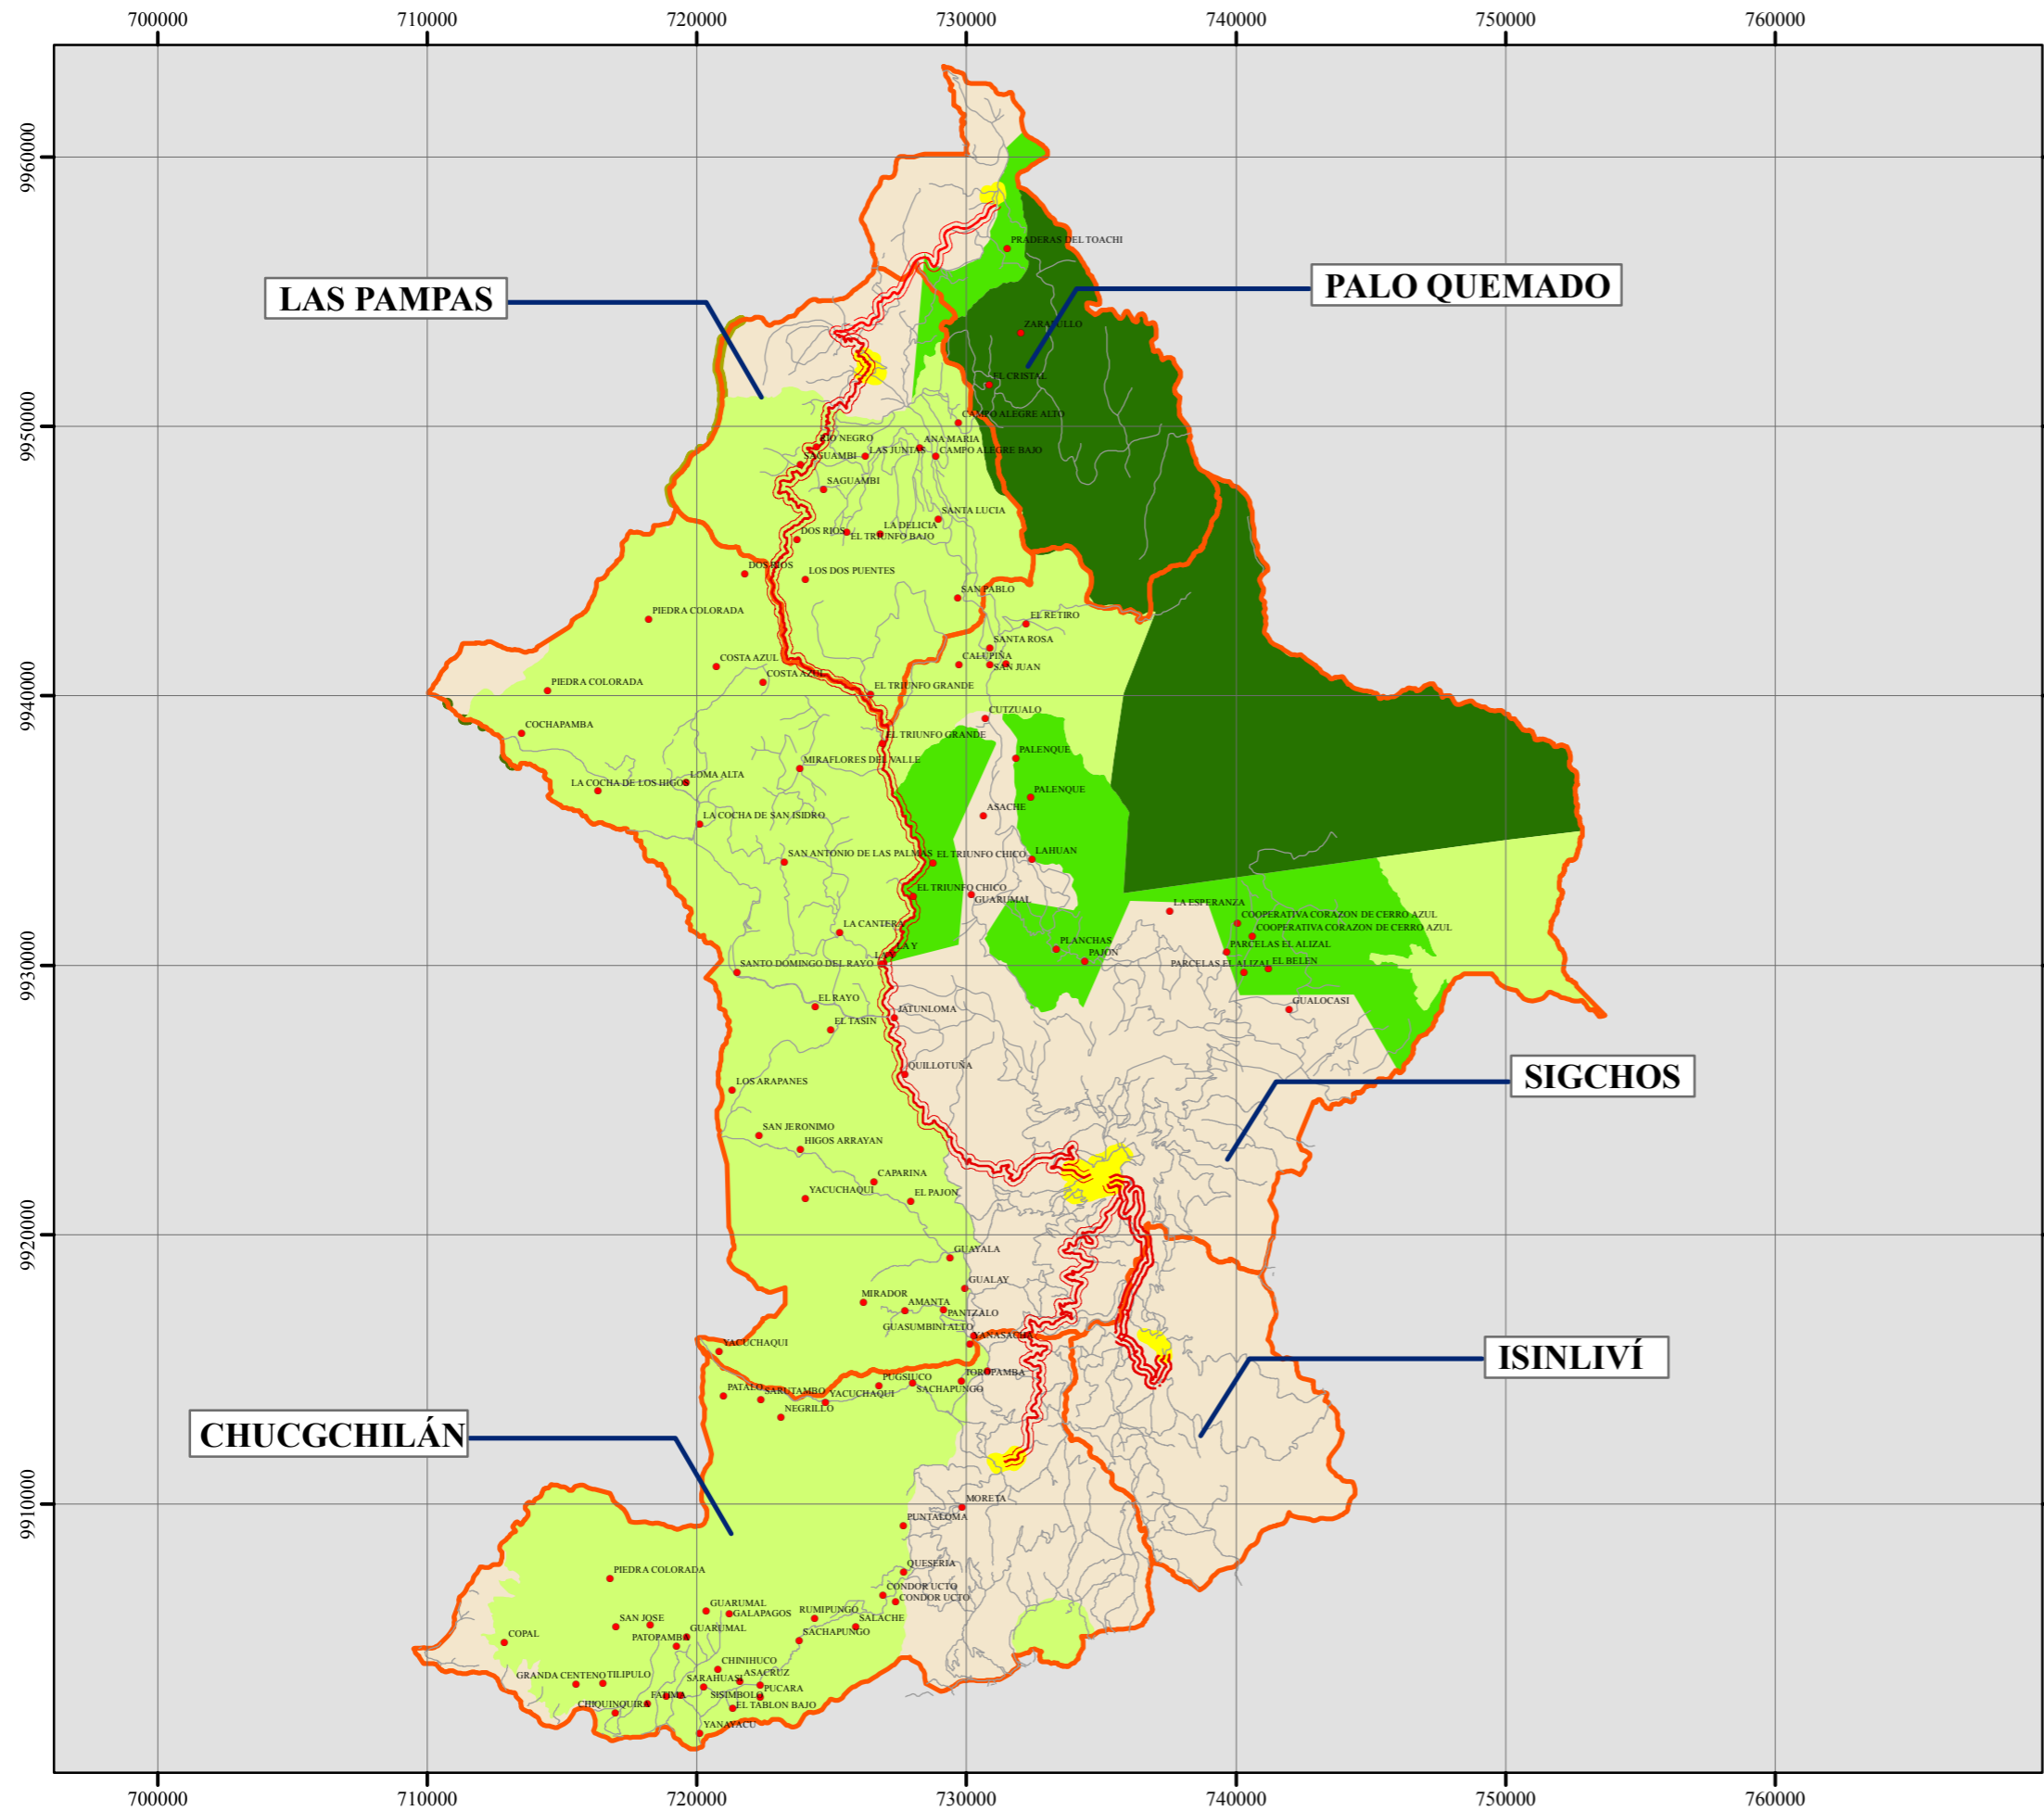 700000 710000 720000 730000 740000 750000 760000
9960000
9950000
9940000
9930000
9920000
9910000
PRADERAS DEL TOACHI
PALO QUEMADO
LAS PAMPAS
EL CRISTAL
CAMPO ALEGRE ALTO
RIO NEGRO
ANA MARIA
LAS JUNTAS
CAMPO ALEGRE BAJO
SAGUAMBI
SAGUAMBI
SANTA LUCIA
LA DELICIA
DOS RIOS
EL TRIUNFO BAJO
DOS RIOS
LOS DOS PUENTES
SAN PABLO
PIEDRA COLORADA
EL RETIRO
SANTA ROSA
CALUPIÑA
SAN JUAN
COSTA AZUL
COSTA AZUL
PIEDRA COLORADA
EL TRIUNFO GRANDE
CUTZUALO
COCHAPAMBA
EL TRIUNFO GRANDE
PALENQUE
MIRAFLORES DEL VALLE
LOMA ALTA
LA COCHA DE LOS HIGOS
PALENQUE
ASACHE
LA COCHA DE SAN ISIDRO
SAN ANTONIO DE LAS PALMAS
EL TRIUNFO CHICO
LAHUAN
EL TRIUNFO CHICO
GUARUMAL
LA ESPERANZA
COOPERATIVA CORAZON DE CERRO AZUL
COOPERATIVA CORAZON DE CERRO AZUL
LA CANTERA
PLANCHAS
PARCELAS EL ALIZAL
LA Y
LA Y
PAJON
PARCELAS EL ALIZAL
EL BELEN
SANTO DOMINGO DEL RAYO
EL RAYO
GUALOCASI
JATUNLOMA
EL TASIN
QUILLOTUÑA
SIGCHOS
LOS ARAPANES
SAN JERONIMO
HIGOS ARRAYAN
CAPARINA
YACUCHAQUI
EL PAJON
GUAYALA
GUALAY
MIRADOR
AMANTA
PANTZALO
GUASUMBINI ALTO
YANASACHA
YACUCHAQUI
ISINLIVÍ
TOROPAMBA
PUGSIUCO
SACHAPUNGO
PATALO
SARUTAMBO
YACUCHAQUI
NEGRILLO
CHUCGCHILÁN
MORETA
PUNTALOMA
QUESERIA
PIEDRA COLORADA
CONDOR UCTO
CONDOR UCTO
GUARUMAL
GALAPAGOS
RUMIPUNGO
SAN JOSE
SALACHE
GUARUMAL
PATOPAMBA
SACHAPUNGO
COPAL
CHINIHUCO
GRANDA CENTENO
TILIPULO
SARAHUASI
ASACRUZ
PUCARA
FATIMA
SISIMBOLO
CHIQUINQUIRA
EL TABLON BAJO
YANAYACU
700000 710000 720000 730000 740000 750000 760000